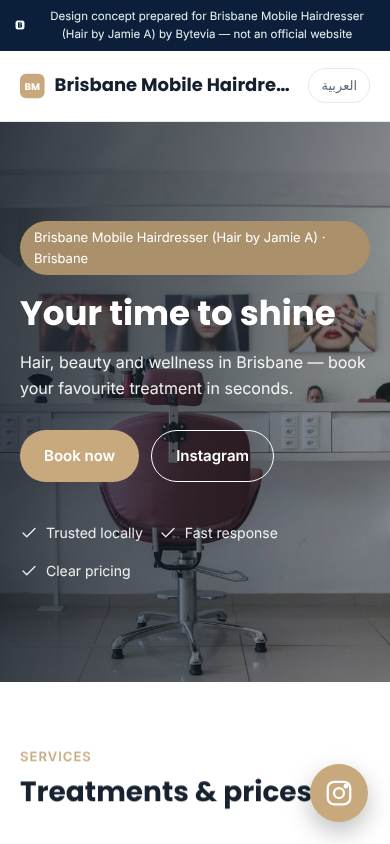 Design concept prepared for Brisbane Mobile Hairdresser
(Hair by Jamie A) by Bytevia — not an official website
B
BM
Brisbane Mobile Hairdre...
العربية
Brisbane Mobile Hairdresser (Hair by Jamie A) ·
Brisbane
Your time to shine
Hair, beauty and wellness in Brisbane — book
your favourite treatment in seconds.
Book now
Instagram
Trusted locally
Fast response
Clear pricing
SERVICES
Treatments & prices